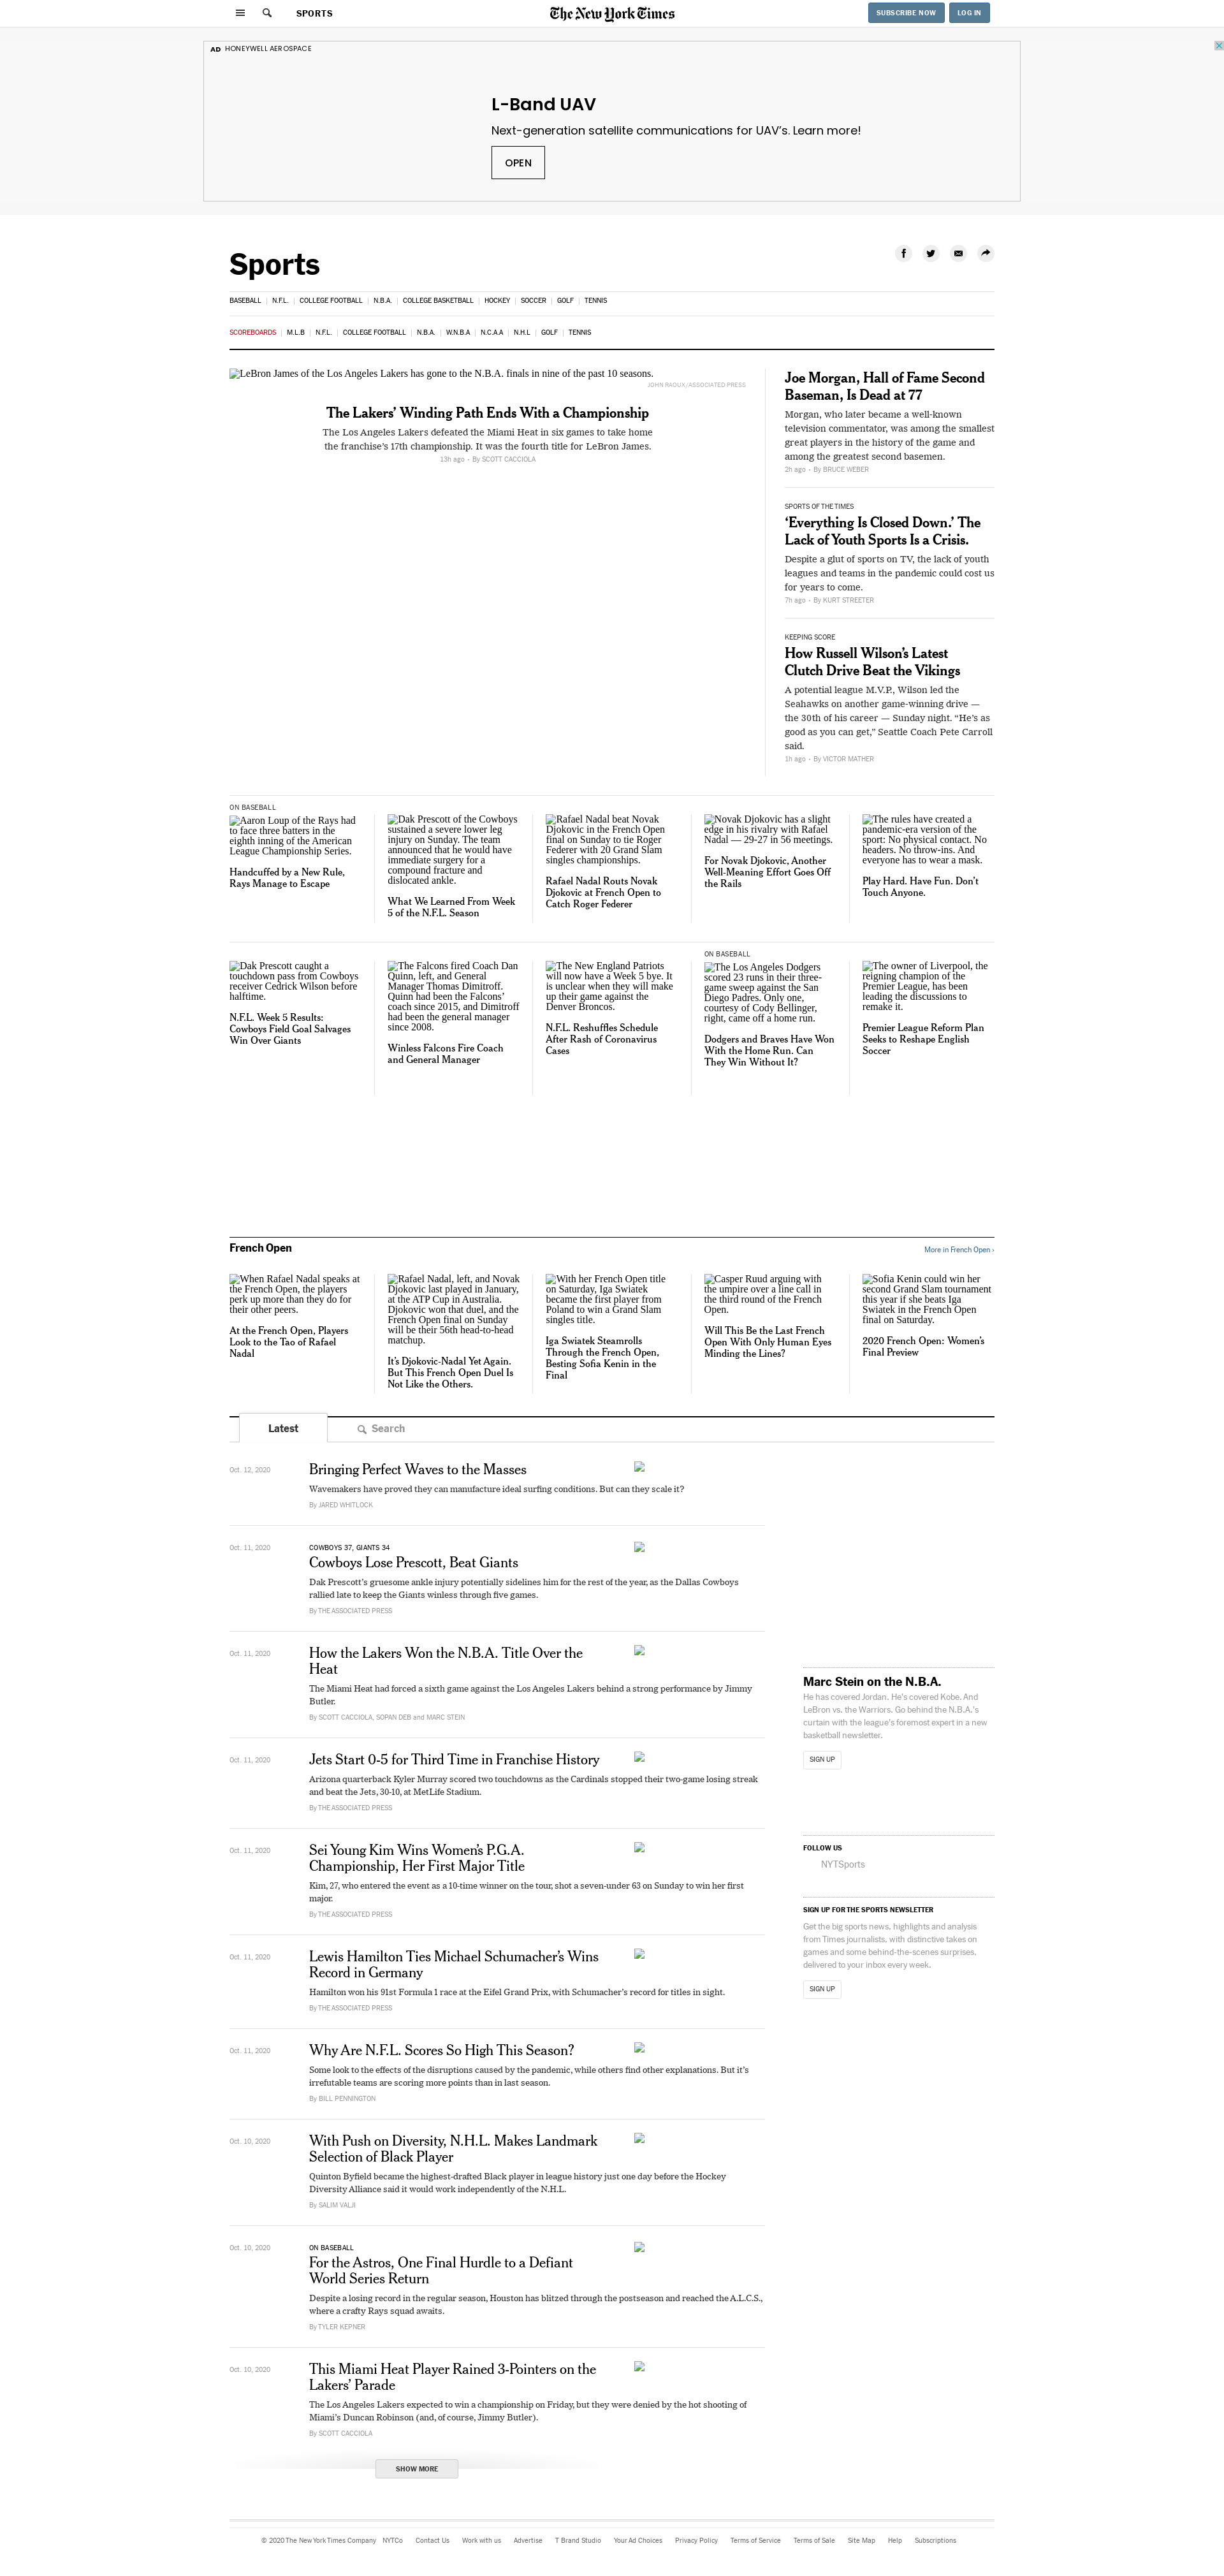 SPORTS
The New York Times
SUBSCRIBE NOW
LOG IN
AD HONEYWELL AEROSPACE
L-Band UAV
Next-generation satellite communications for UAV's. Learn more!
OPEN
Sports
BASEBALL
N.F.L.
COLLEGE FOOTBALL
N.B.A.
COLLEGE BASKETBALL
HOCKEY
SOCCER
GOLF
TENNIS
SCOREBOARDS
M.L.B
N.F.L.
COLLEGE FOOTBALL
N.B.A.
W.N.B.A
N.C.A.A
N.H.L
GOLF
TENNIS
LeBron James of the Los Angeles Lakers has gone to the N.B.A. finals in nine of the past 10 seasons.
JOHN RAOUX/ASSOCIATED PRESS
The Lakers’ Winding Path Ends With a Championship
The Los Angeles Lakers defeated the Miami Heat in six games to take home
the franchise’s 17th championship. It was the fourth title for LeBron James.
13h ago • By SCOTT CACCIOLA
Joe Morgan, Hall of Fame Second
Baseman, Is Dead at 77
Morgan, who later became a well-known
television commentator, was among the smallest
great players in the history of the game and
among the greatest second basemen.
2h ago • By BRUCE WEBER
SPORTS OF THE TIMES
‘Everything Is Closed Down.’ The
Lack of Youth Sports Is a Crisis.
Despite a glut of sports on TV, the lack of youth
leagues and teams in the pandemic could cost us
for years to come.
7h ago • By KURT STREETER
KEEPING SCORE
How Russell Wilson’s Latest
Clutch Drive Beat the Vikings
A potential league M.V.P., Wilson led the
Seahawks on another game-winning drive —
the 30th of his career — Sunday night. “He’s as
good as you can get,” Seattle Coach Pete Carroll
said.
1h ago • By VICTOR MATHER
ON BASEBALL
Aaron Loup of the Rays had
to face three batters in the
eighth inning of the American
League Championship Series.
Handcuffed by a New Rule,
Rays Manage to Escape
Dak Prescott of the Cowboys
sustained a severe lower leg
injury on Sunday. The team
announced that he would have
immediate surgery for a
compound fracture and
dislocated ankle.
What We Learned From Week
5 of the N.F.L. Season
Rafael Nadal beat Novak
Djokovic in the French Open
final on Sunday to tie Roger
Federer with 20 Grand Slam
singles championships.
Rafael Nadal Routs Novak
Djokovic at French Open to
Catch Roger Federer
Novak Djokovic has a slight
edge in his rivalry with Rafael
Nadal — 29-27 in 56 meetings.
For Novak Djokovic, Another
Well-Meaning Effort Goes Off
the Rails
The rules have created a
pandemic-era version of the
sport: No physical contact. No
headers. No throw-ins. And
everyone has to wear a mask.
Play Hard. Have Fun. Don’t
Touch Anyone.
Dak Prescott caught a
touchdown pass from Cowboys
receiver Cedrick Wilson before
halftime.
N.F.L. Week 5 Results:
Cowboys Field Goal Salvages
Win Over Giants
The Falcons fired Coach Dan
Quinn, left, and General
Manager Thomas Dimitroff.
Quinn had been the Falcons’
coach since 2015, and Dimitroff
had been the general manager
since 2008.
Winless Falcons Fire Coach
and General Manager
The New England Patriots
will now have a Week 5 bye. It
is unclear when they will make
up their game against the
Denver Broncos.
N.F.L. Reshuffles Schedule
After Rash of Coronavirus
Cases
ON BASEBALL
The Los Angeles Dodgers
scored 23 runs in their three-
game sweep against the San
Diego Padres. Only one,
courtesy of Cody Bellinger,
right, came off a home run.
Dodgers and Braves Have Won
With the Home Run. Can
They Win Without It?
The owner of Liverpool, the
reigning champion of the
Premier League, has been
leading the discussions to
remake it.
Premier League Reform Plan
Seeks to Reshape English
Soccer
French Open
More in French Open ›
When Rafael Nadal speaks at
the French Open, the players
perk up more than they do for
their other peers.
At the French Open, Players
Look to the Tao of Rafael
Nadal
Rafael Nadal, left, and Novak
Djokovic last played in January,
at the ATP Cup in Australia.
Djokovic won that duel, and the
French Open final on Sunday
will be their 56th head-to-head
matchup.
It’s Djokovic-Nadal Yet Again.
But This French Open Duel Is
Not Like the Others.
With her French Open title
on Saturday, Iga Swiatek
became the first player from
Poland to win a Grand Slam
singles title.
Iga Swiatek Steamrolls
Through the French Open,
Besting Sofia Kenin in the
Final
Casper Ruud arguing with
the umpire over a line call in
the third round of the French
Open.
Will This Be the Last French
Open With Only Human Eyes
Minding the Lines?
Sofia Kenin could win her
second Grand Slam tournament
this year if she beats Iga
Swiatek in the French Open
final on Saturday.
2020 French Open: Women’s
Final Preview
Latest
Search
Oct. 12, 2020
Bringing Perfect Waves to the Masses
Wavemakers have proved they can manufacture ideal surfing conditions. But can they scale it?
By JARED WHITLOCK
Oct. 11, 2020
COWBOYS 37, GIANTS 34
Cowboys Lose Prescott, Beat Giants
Dak Prescott’s gruesome ankle injury potentially sidelines him for the rest of the year, as the Dallas Cowboys
rallied late to keep the Giants winless through five games.
By THE ASSOCIATED PRESS
Oct. 11, 2020
How the Lakers Won the N.B.A. Title Over the
Heat
The Miami Heat had forced a sixth game against the Los Angeles Lakers behind a strong performance by Jimmy
Butler.
By SCOTT CACCIOLA, SOPAN DEB and MARC STEIN
Oct. 11, 2020
Jets Start 0-5 for Third Time in Franchise History
Arizona quarterback Kyler Murray scored two touchdowns as the Cardinals stopped their two-game losing streak
and beat the Jets, 30-10, at MetLife Stadium.
By THE ASSOCIATED PRESS
Oct. 11, 2020
Sei Young Kim Wins Women’s P.G.A.
Championship, Her First Major Title
Kim, 27, who entered the event as a 10-time winner on the tour, shot a seven-under 63 on Sunday to win her first
major.
By THE ASSOCIATED PRESS
Oct. 11, 2020
Lewis Hamilton Ties Michael Schumacher’s Wins
Record in Germany
Hamilton won his 91st Formula 1 race at the Eifel Grand Prix, with Schumacher’s record for titles in sight.
By THE ASSOCIATED PRESS
Oct. 11, 2020
Why Are N.F.L. Scores So High This Season?
Some look to the effects of the disruptions caused by the pandemic, while others find other explanations. But it’s
irrefutable teams are scoring more points than in last season.
By BILL PENNINGTON
Oct. 10, 2020
With Push on Diversity, N.H.L. Makes Landmark
Selection of Black Player
Quinton Byfield became the highest-drafted Black player in league history just one day before the Hockey
Diversity Alliance said it would work independently of the N.H.L.
By SALIM VALJI
Oct. 10, 2020
ON BASEBALL
For the Astros, One Final Hurdle to a Defiant
World Series Return
Despite a losing record in the regular season, Houston has blitzed through the postseason and reached the A.L.C.S.,
where a crafty Rays squad awaits.
By TYLER KEPNER
Oct. 10, 2020
This Miami Heat Player Rained 3-Pointers on the
Lakers’ Parade
The Los Angeles Lakers expected to win a championship on Friday, but they were denied by the hot shooting of
Miami’s Duncan Robinson (and, of course, Jimmy Butler).
By SCOTT CACCIOLA
SHOW MORE
Marc Stein on the N.B.A.
He has covered Jordan. He’s covered Kobe. And
LeBron vs. the Warriors. Go behind the N.B.A.’s
curtain with the league’s foremost expert in a new
basketball newsletter.
SIGN UP
FOLLOW US
NYTSports
SIGN UP FOR THE SPORTS NEWSLETTER
Get the big sports news, highlights and analysis
from Times journalists, with distinctive takes on
games and some behind-the-scenes surprises,
delivered to your inbox every week.
SIGN UP
© 2020 The New York Times Company
NYTCo
Contact Us
Work with us
Advertise
T Brand Studio
Your Ad Choices
Privacy Policy
Terms of Service
Terms of Sale
Site Map
Help
Subscriptions